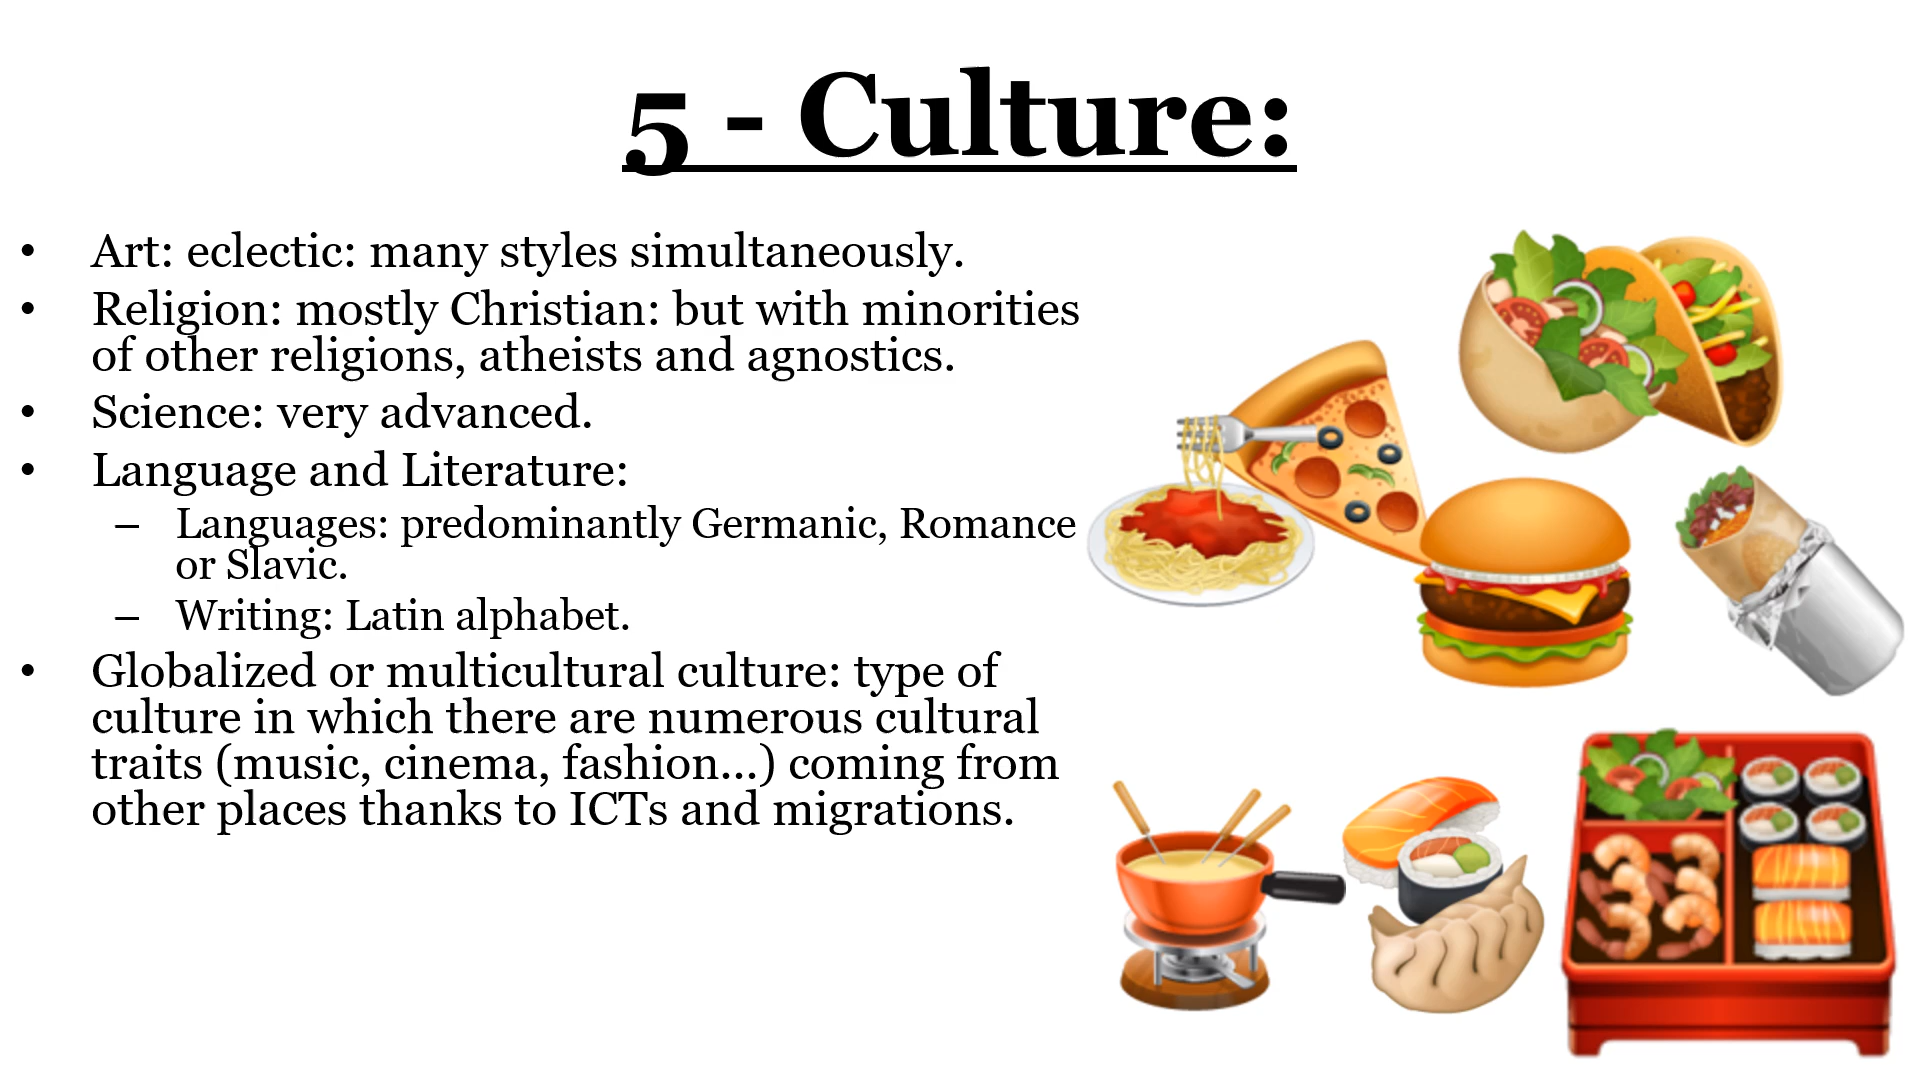 5 - Culture:
• Art: eclectic: many styles simultaneously.
• Religion: mostly Christian: but with minorities
of other religions, atheists and agnostics.
• Science: very advanced.
• Language and Literature:
– Languages: predominantly Germanic, Romance
or Slavic.
– Writing: Latin alphabet.
• Globalized or multicultural culture: type of
culture in which there are numerous cultural
traits (music, cinema, fashion...) coming from
other places thanks to ICTs and migrations.